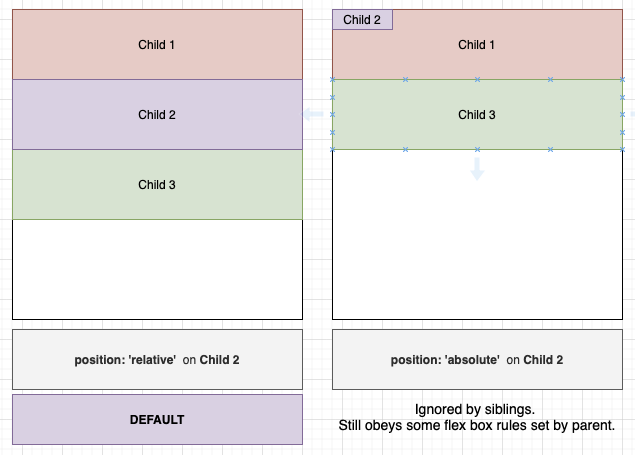 Child 1
Child 2
Child 3
position: 'relative' on Child 2
DEFAULT
Child 2
Child 1
Child 3
position: 'absolute' on Child 2
Ignored by siblings.
Still obeys some flex box rules set by parent.